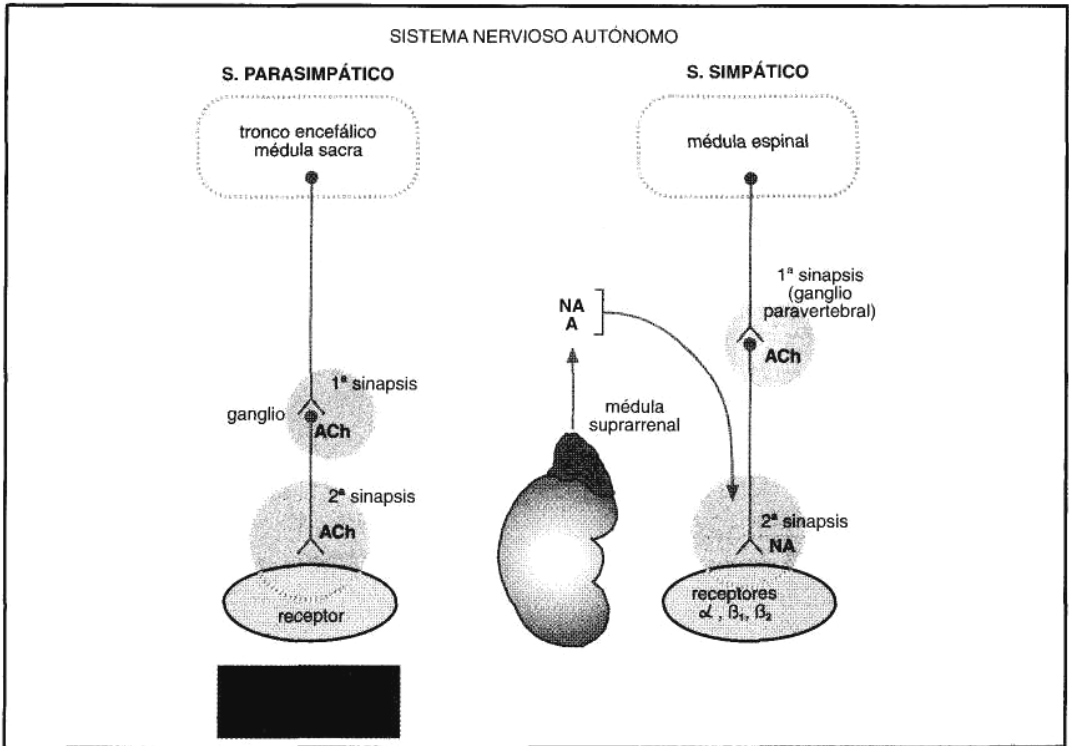 SISTEMA NERVIOSO AUTÓNOMO
S. PARASIMPÁTICO
tronco encefálico
médula sacra
ganglio
1ª sinapsis
ACh
2ª sinapsis
ACh
receptor
NA
A
médula
suprarrenal
S. SIMPÁTICO
médula espinal
1ª sinapsis
(ganglio
paravertebral)
ACh
2ª sinapsis
NA
receptores
α, β₁, β₂